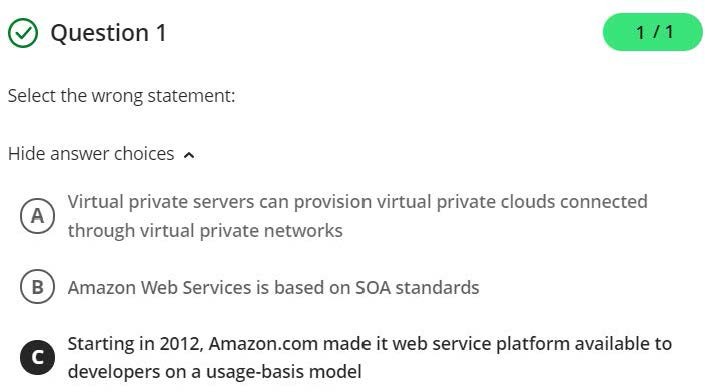 Question 1
1 / 1
Select the wrong statement:
Hide answer choices
A
Virtual private servers can provision virtual private clouds connected
through virtual private networks
B
Amazon Web Services is based on SOA standards
C
Starting in 2012, Amazon.com made it web service platform available to
developers on a usage-basis model